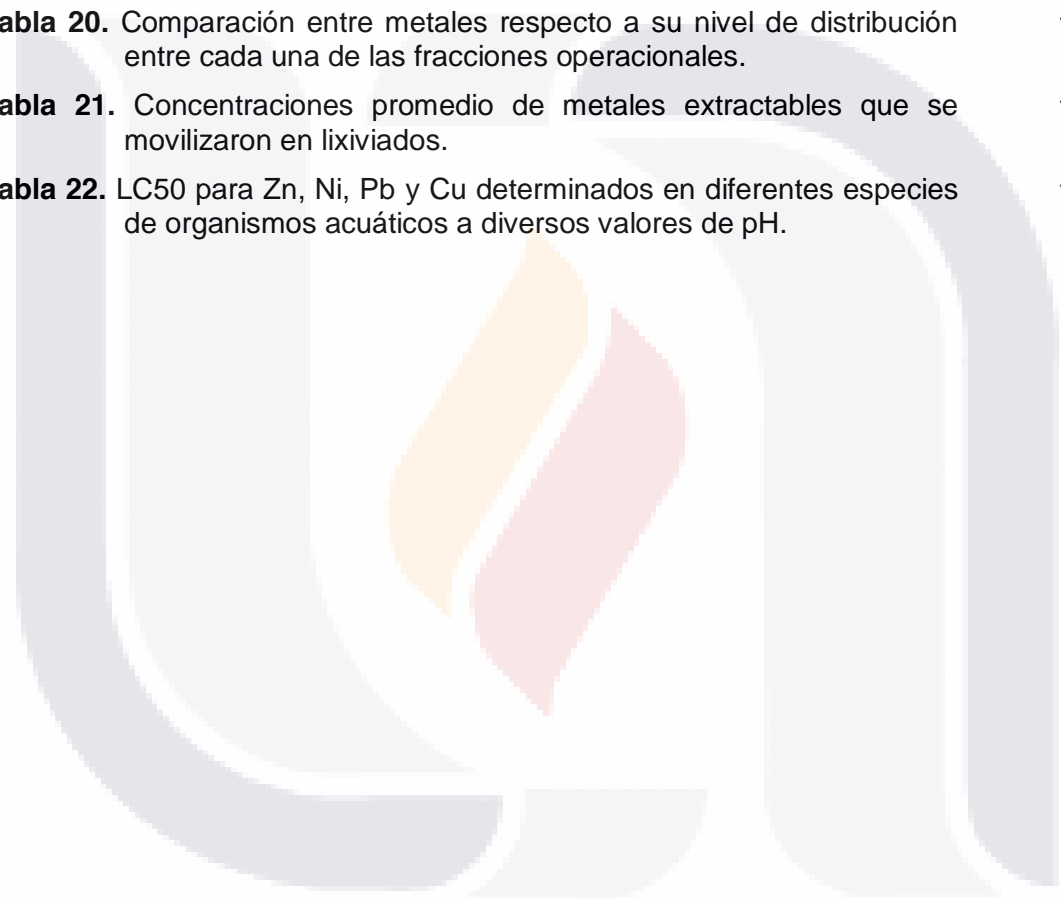 abla 20. Comparación entre metales respecto a su nivel de distribución
entre cada una de las fracciones operacionales.
abla 21. Concentraciones promedio de metales extractables que se
movilizaron en lixiviados.
abla 22. LC50 para Zn, Ni, Pb y Cu determinados en diferentes especies
de organismos acuáticos a diversos valores de pH.